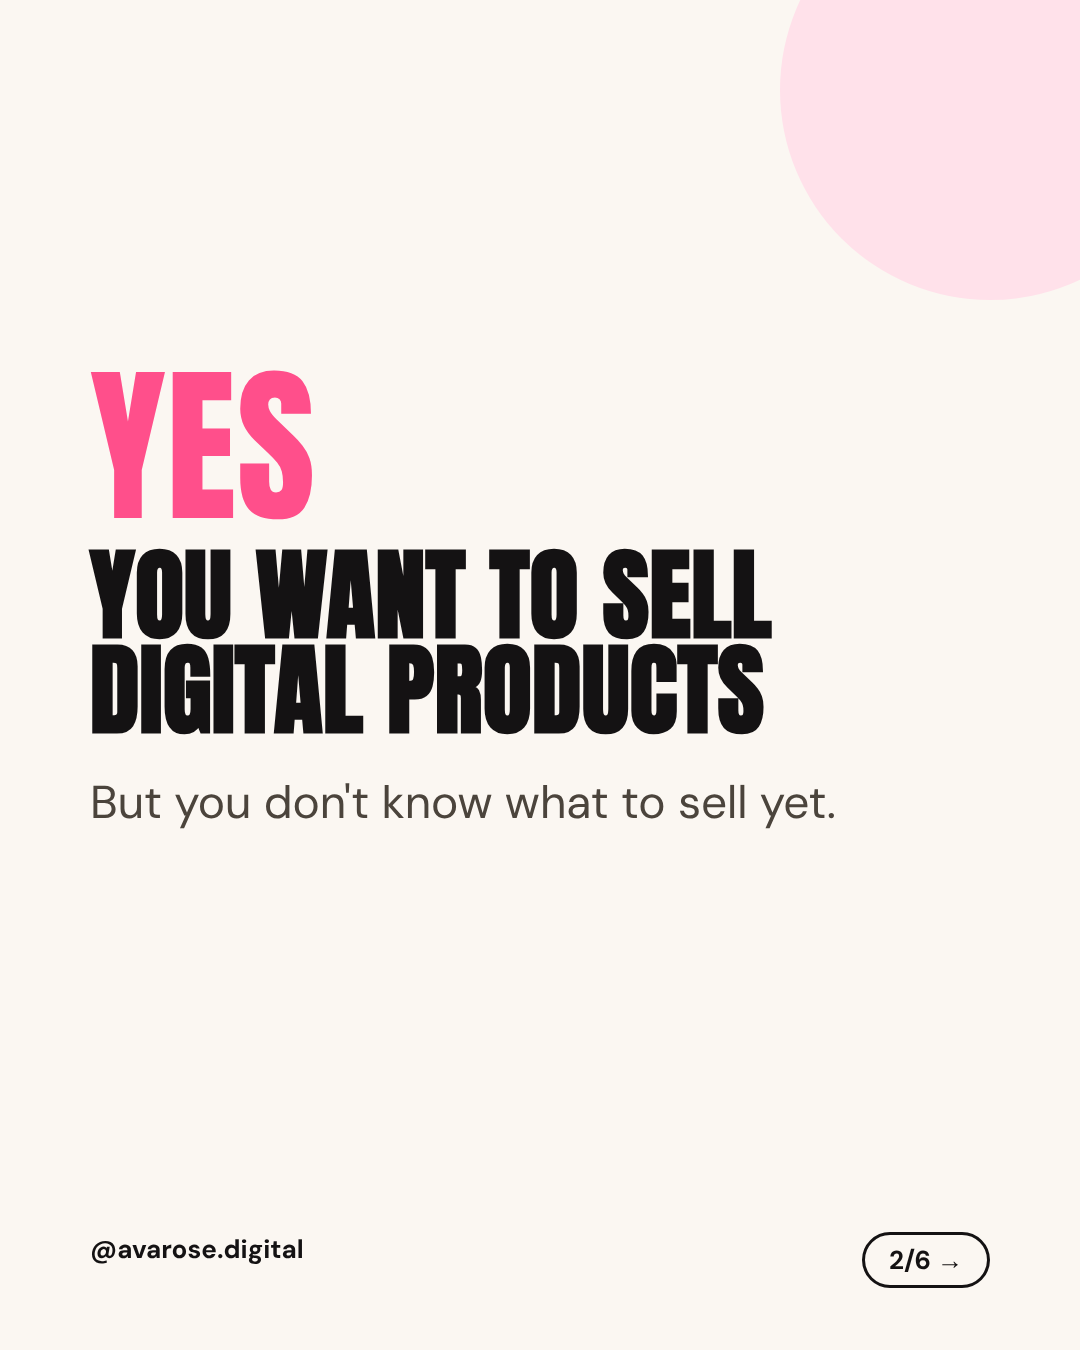 YES
YOU WANT TO SELL
DIGITAL PRODUCTS
But you don't know what to sell yet.
@avarose.digital
2/6 →